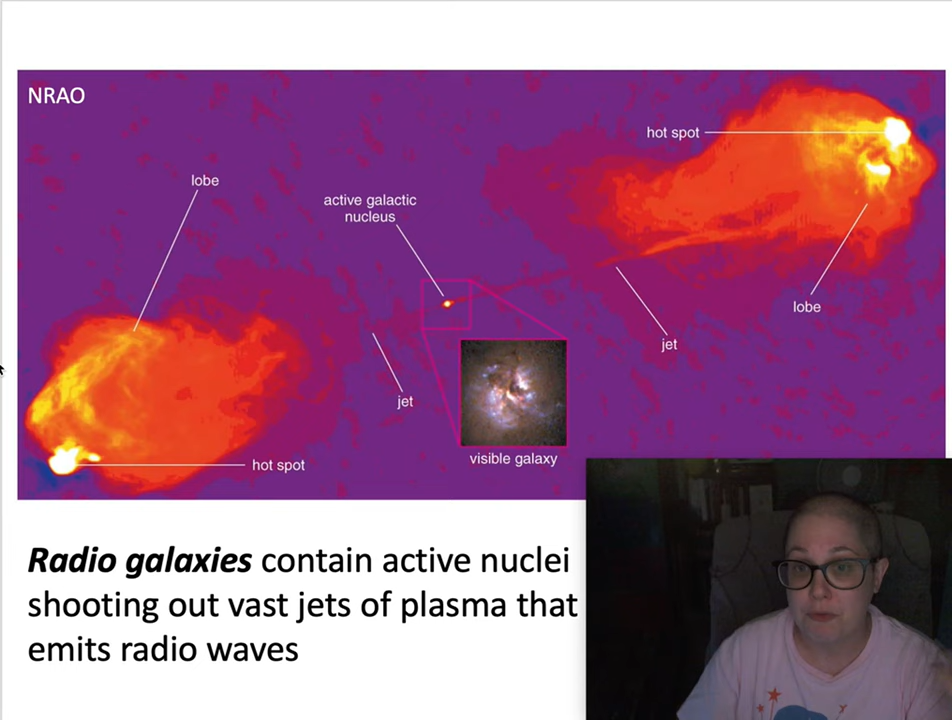 NRAO
hot spot
lobe
active galactic
nucleus
lobe
jet
jet
visible galaxy
hot spot
Radio galaxies contain active nuclei
shooting out vast jets of plasma that
emits radio waves